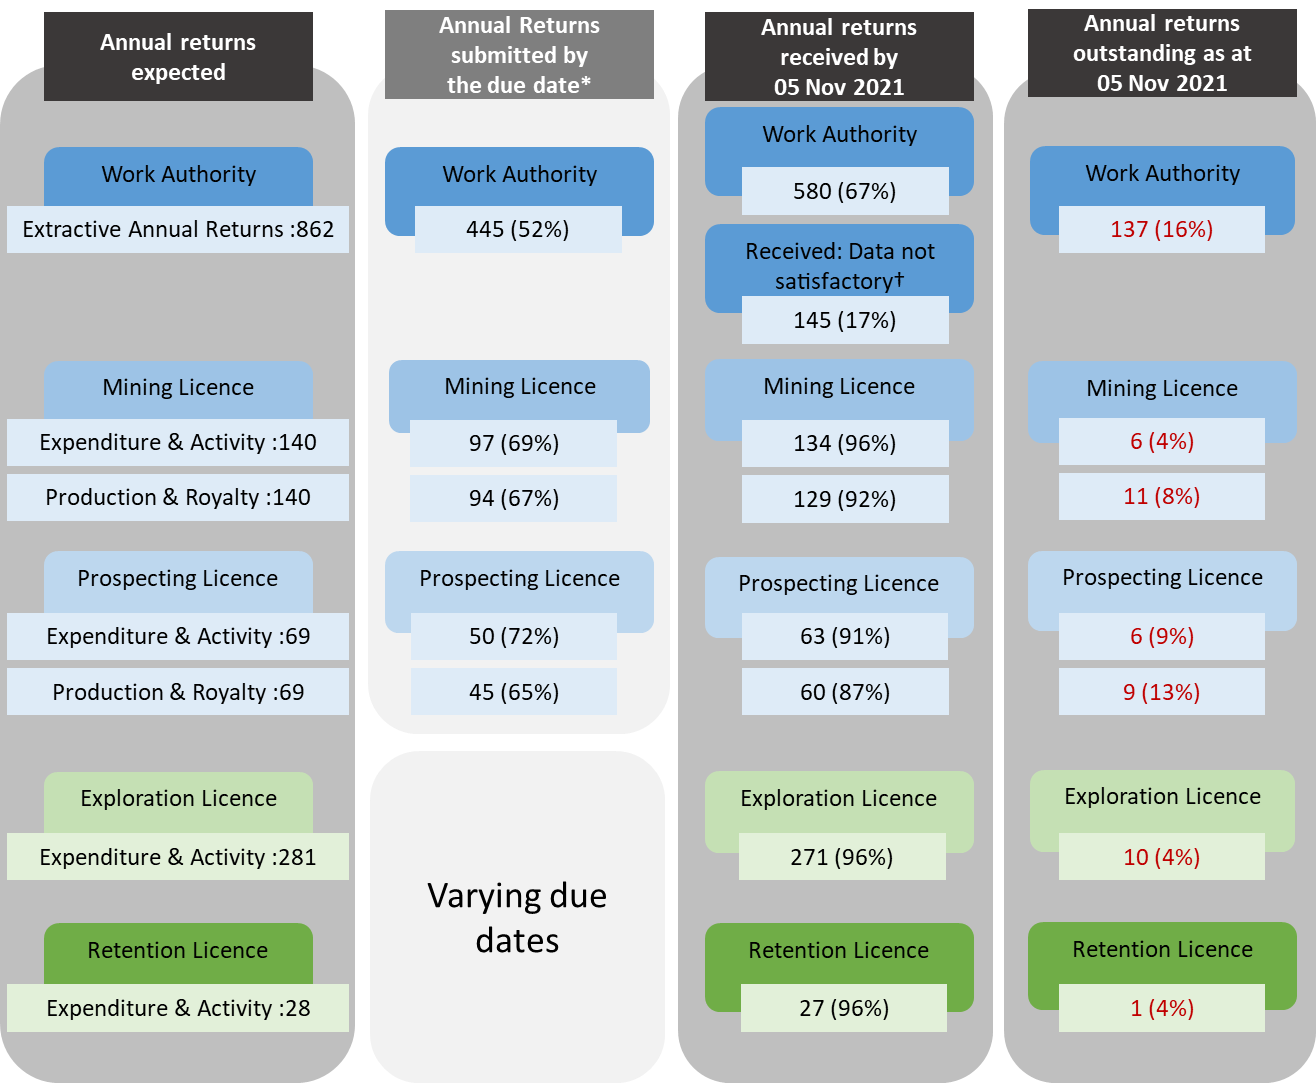 Annual returns
expected
Work Authority
Extractive Annual Returns :862
Mining Licence
Expenditure & Activity :140
Production & Royalty :140
Prospecting Licence
Expenditure & Activity :69
Production & Royalty :69
Exploration Licence
Expenditure & Activity :281
Retention Licence
Expenditure & Activity :28
Annual Returns
submitted by
the due date*
Work Authority
445 (52%)
Mining Licence
97 (69%)
94 (67%)
Prospecting Licence
50 (72%)
45 (65%)
Varying due
dates
Annual returns
received by
05 Nov 2021
Work Authority
580 (67%)
Received: Data not
satisfactory†
145 (17%)
Mining Licence
134 (96%)
129 (92%)
Prospecting Licence
63 (91%)
60 (87%)
Exploration Licence
271 (96%)
Retention Licence
27 (96%)
Annual returns
outstanding as at
05 Nov 2021
Work Authority
137 (16%)
Mining Licence
6 (4%)
11 (8%)
Prospecting Licence
6 (9%)
9 (13%)
Exploration Licence
10 (4%)
Retention Licence
1 (4%)